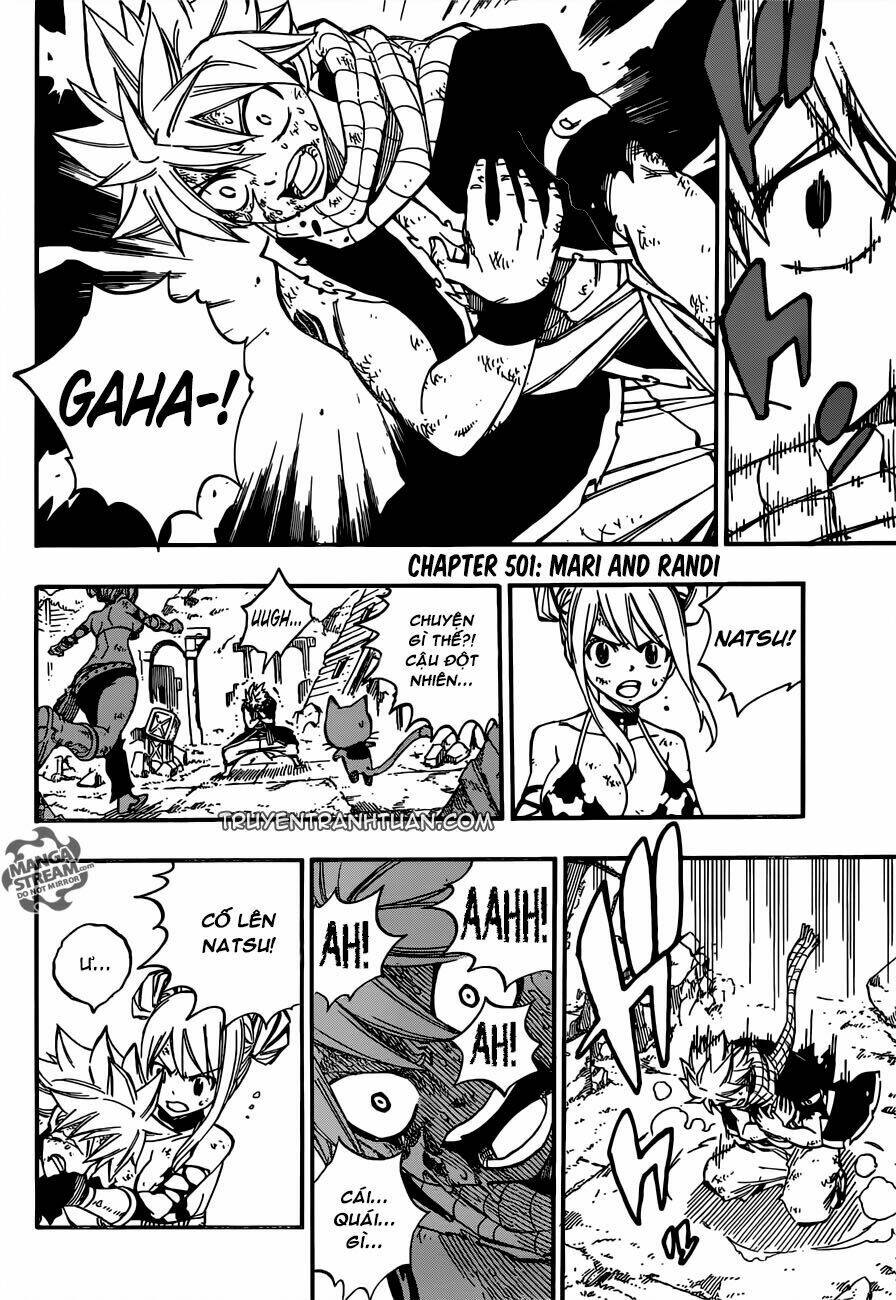 GAHA-!
CHAPTER 501: MARI AND RANDI
NATSU!
CHUYỆN
GÌ THẾ?!
CẬU ĐỘT
NHIÊN...
UUGH...
TRUYENTRANHTUAN.COM
MANGA
STREAM.com
DO NOT MIRROR
AAHH!
AH!
AH!
CÁI...
QUÁI...
GÌ...
CỐ LÊN
NATSU!
Ư...